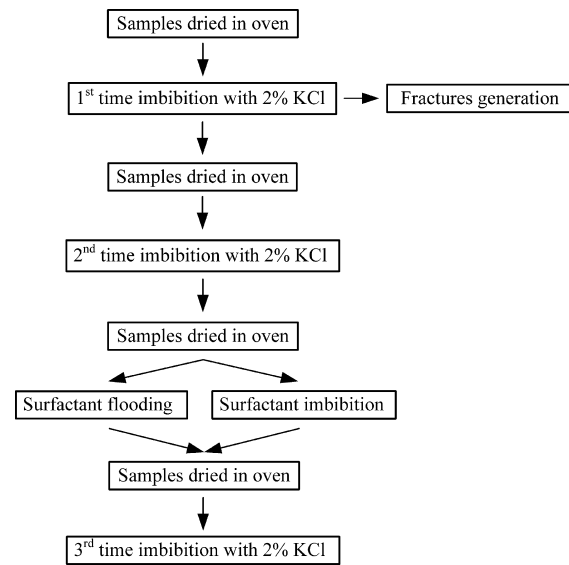 Samples dried in oven
1st time imbibition with 2% KCl
Fractures generation
Samples dried in oven
2nd time imbibition with 2% KCl
Samples dried in oven
Surfactant flooding
Surfactant imbibition
Samples dried in oven
3rd time imbibition with 2% KCl